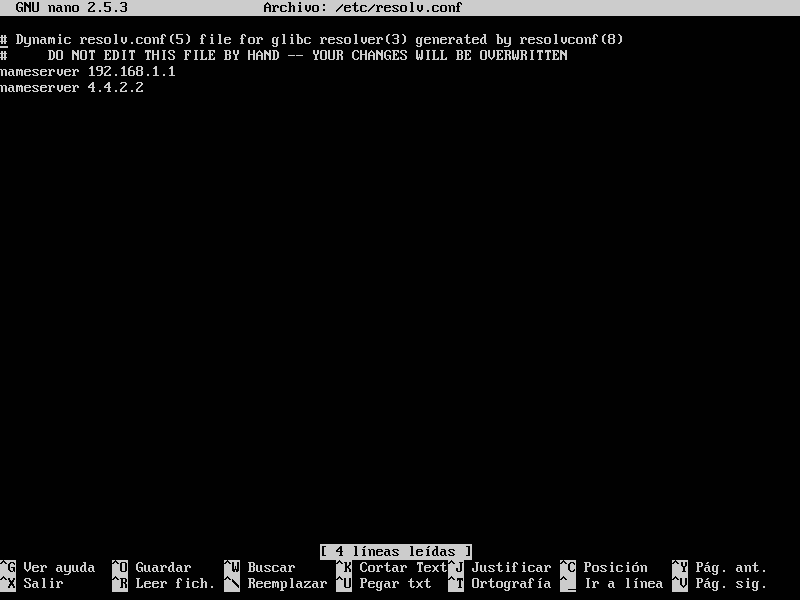 GNU nano 2.5.3 Archivo: /etc/resolv.conf
# Dynamic resolv.conf(5) file for glibc resolver(3) generated by resolvconf(8)
# DO NOT EDIT THIS FILE BY HAND -- YOUR CHANGES WILL BE OVERWRITTEN
nameserver 192.168.1.1
nameserver 4.4.2.2
[ 4 líneas leídas ]
^G Ver ayuda ^O Guardar ^W Buscar ^K Cortar Text^J Justificar ^C Posición ^Y Pág. ant.
^X Salir ^R Leer fich. ^\ Reemplazar ^U Pegar txt ^T Ortografía ^_ Ir a línea ^V Pág. sig.